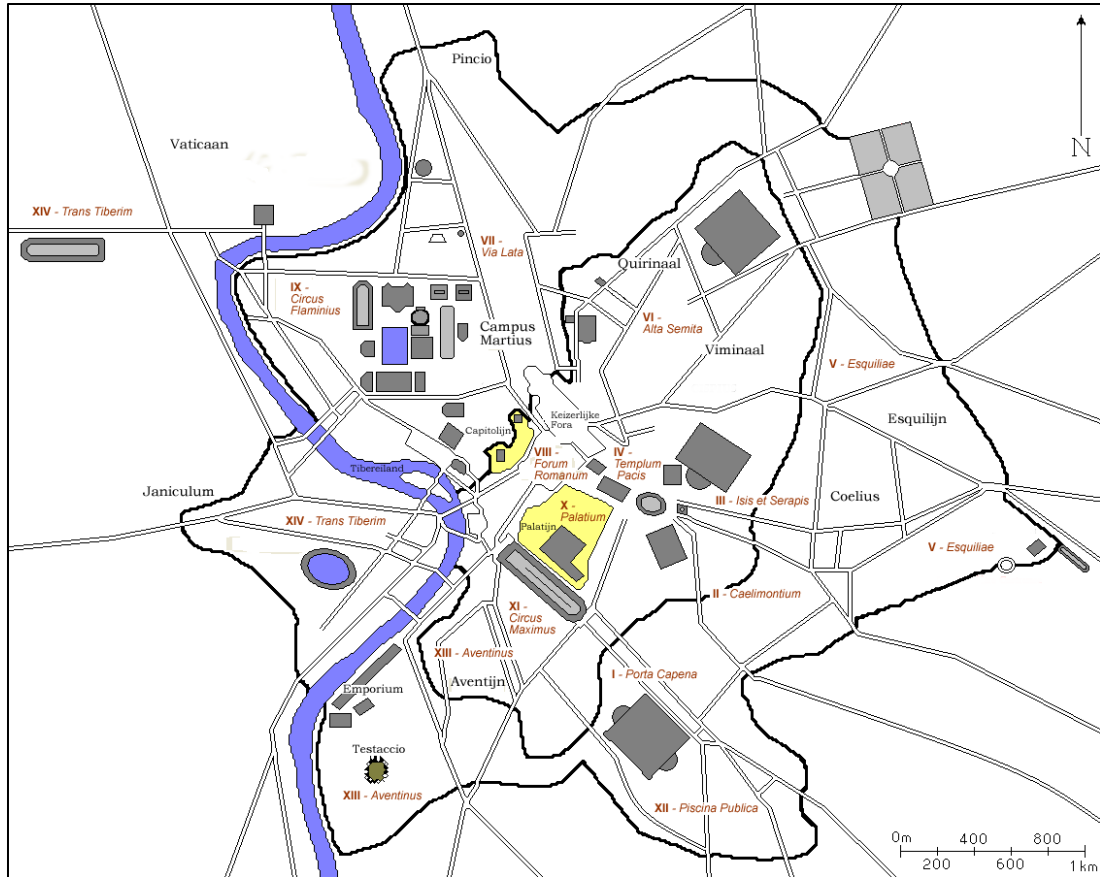 Pincio
N
Vaticaan
XIV - Trans Tiberim
VII -
Via Lata
Quirinaal
IX -
Circus
Flaminius
VI -
Alta Semita
Campus
Martius
Viminaal
V - Esquiliae
Keizerlijke
Fora
Esquilijn
Capitolijn
VIII -
Forum
Romanum
IV -
Templum
Pacis
Tibereiland
Janiculum
III - Isis et Serapis
Coelius
X -
Palatium
Palatijn
XIV - Trans Tiberim
V - Esquiliae
II - Caelimontium
XI -
Circus
Maximus
XIII - Aventinus
I - Porta Capena
Aventijn
Emporium
Testaccio
XIII - Aventinus
XII - Piscina Publica
0m 400 800
200 600 1km